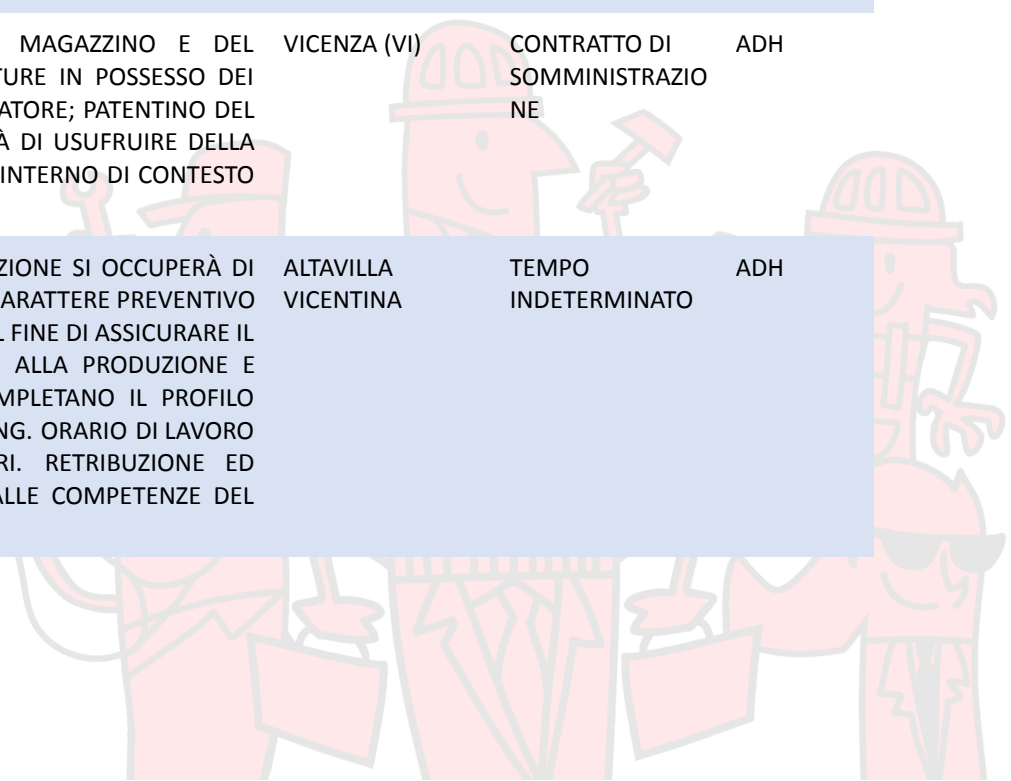 MAGAZZINO E DEL
TURE IN POSSESSO DEI
ATORE; PATENTINO DEL
À DI USUFRUIRE DELLA
INTERNO DI CONTESTO
VICENZA (VI)
CONTRATTO DI
SOMMINISTRAZIO
NE
ADH
ZIONE SI OCCUPERÀ DI
CARATTERE PREVENTIVO
L FINE DI ASSICURARE IL
ALLA PRODUZIONE E
MPLETANO IL PROFILO
NG. ORARIO DI LAVORO
RI. RETRIBUZIONE ED
ALLE COMPETENZE DEL
ALTAVILLA
VICENTINA
TEMPO
INDETERMINATO
ADH